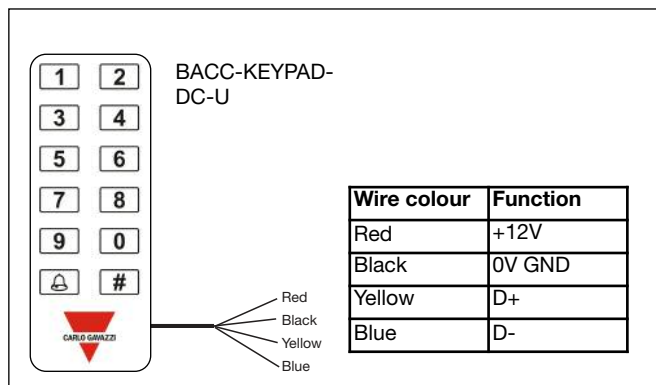 1 2
3 4
5 6
7 8
9 0
#
CARLO GAVAZZI
BACC-KEYPAD-
DC-U
Red
Black
Yellow
Blue
Wire colour Function
Red +12V
Black 0V GND
Yellow D+
Blue D-